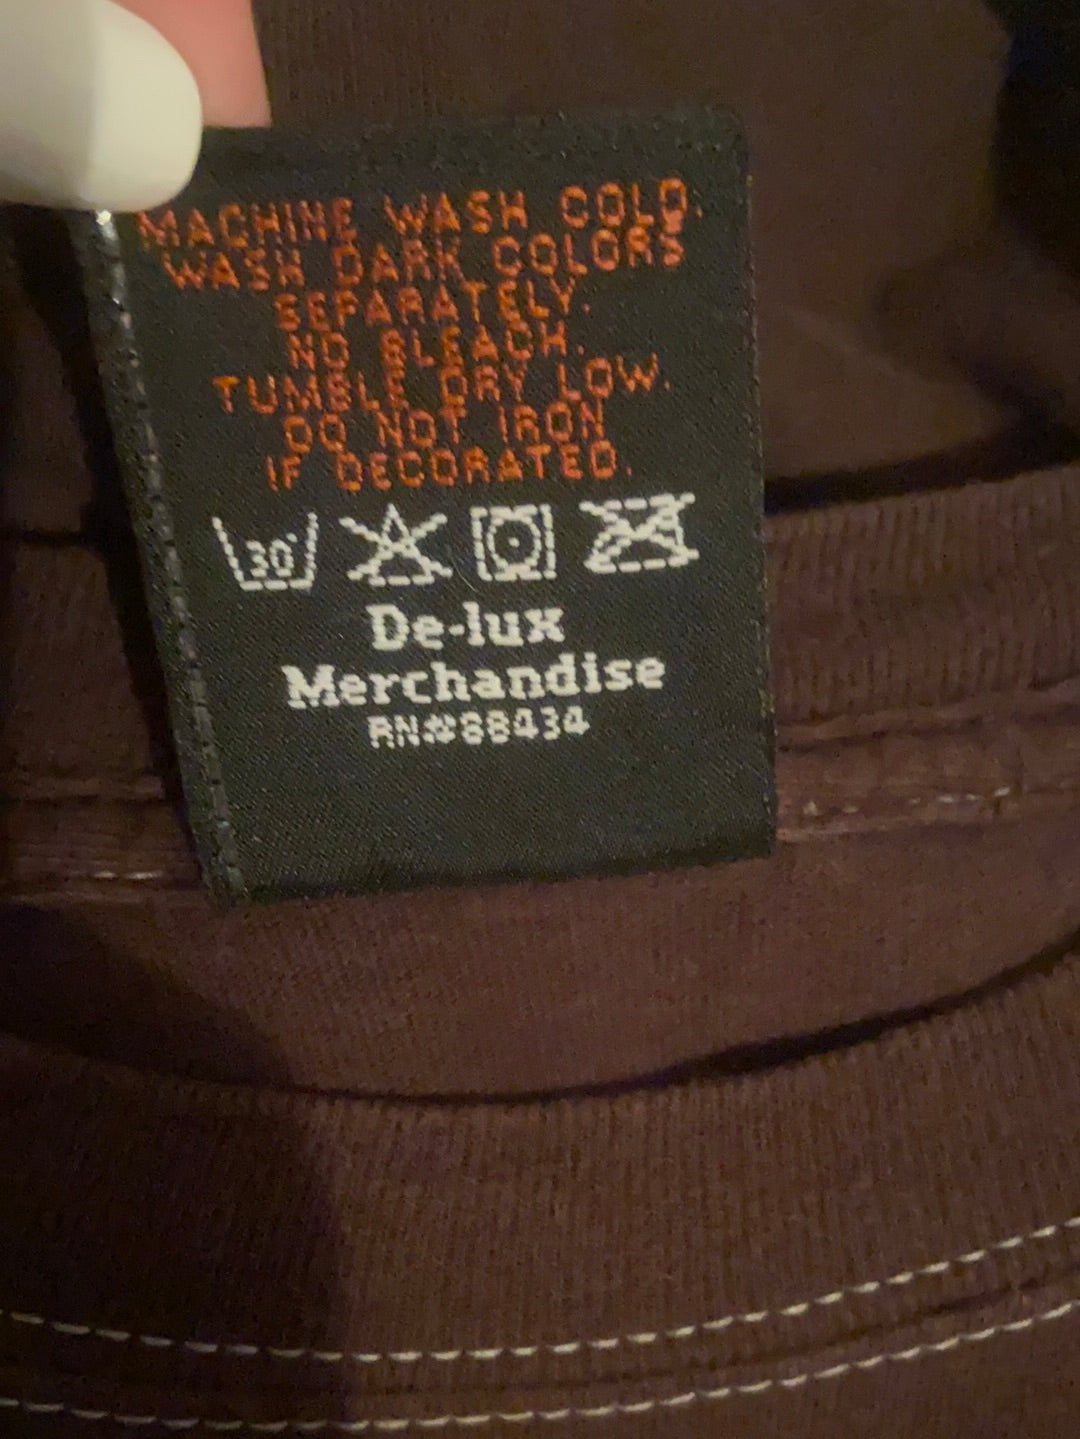 MACHINE WASH COLD.
WASH DARK COLORS
SEPARATELY.
NO BLEACH.
TUMBLE DRY LOW.
DO NOT IRON
IF DECORATED.
30°
De-lux
Merchandise
RN#88434